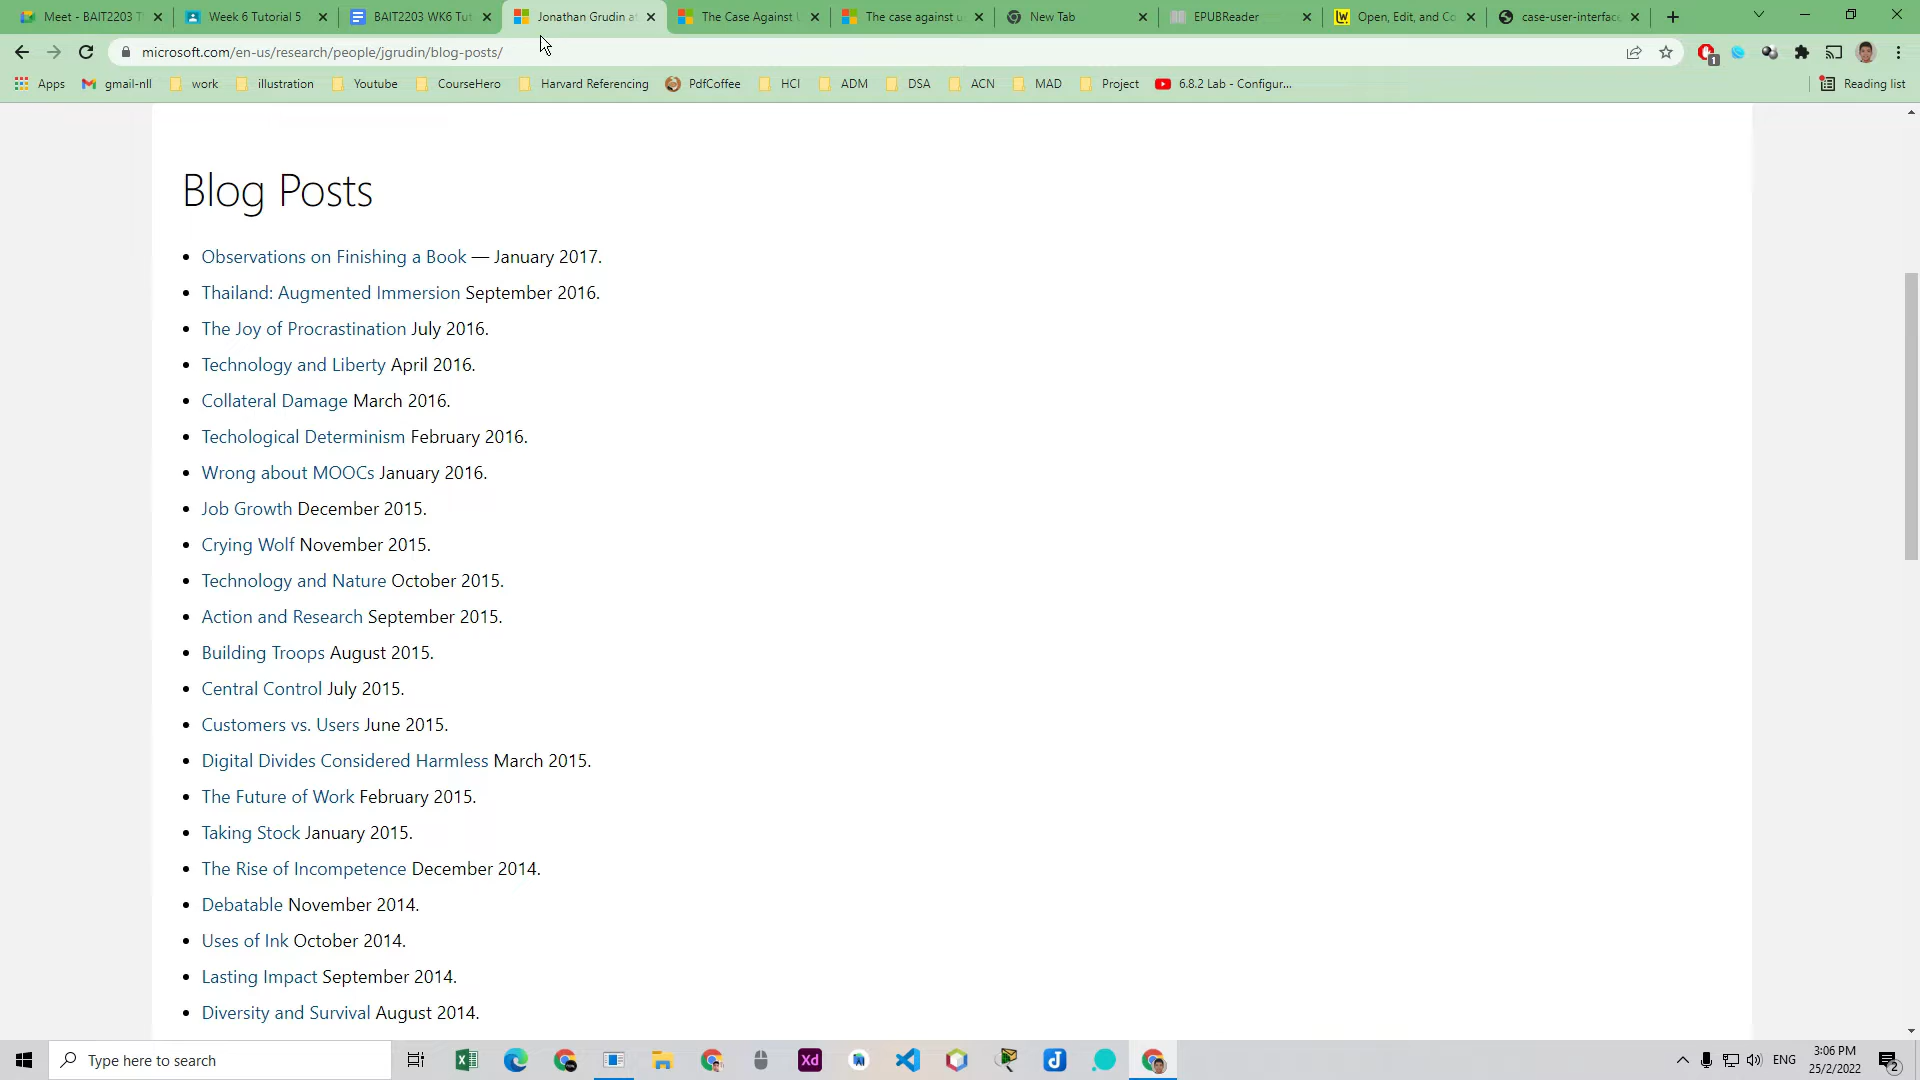 Meet - BAIT2203 T
Week 6 Tutorial 5
BAIT2203 WK6 Tut
Jonathan Grudin at
The Case Against U
The case against u
New Tab
EPUBReader
Open, Edit, and Co
case-user-interface
microsoft.com/en-us/research/people/jgrudin/blog-posts/
1
Apps
gmail-nll
work
illustration
Youtube
CourseHero
Harvard Referencing
PdfCoffee
HCI
ADM
DSA
ACN
MAD
Project
6.8.2 Lab - Configur...
Reading list
Blog Posts
• Observations on Finishing a Book — January 2017.
• Thailand: Augmented Immersion September 2016.
• The Joy of Procrastination July 2016.
• Technology and Liberty April 2016.
• Collateral Damage March 2016.
• Techological Determinism February 2016.
• Wrong about MOOCs January 2016.
• Job Growth December 2015.
• Crying Wolf November 2015.
• Technology and Nature October 2015.
• Action and Research September 2015.
• Building Troops August 2015.
• Central Control July 2015.
• Customers vs. Users June 2015.
• Digital Divides Considered Harmless March 2015.
• The Future of Work February 2015.
• Taking Stock January 2015.
• The Rise of Incompetence December 2014.
• Debatable November 2014.
• Uses of Ink October 2014.
• Lasting Impact September 2014.
• Diversity and Survival August 2014.
Type here to search
Xd
ENG
3:06 PM
25/2/2022
2